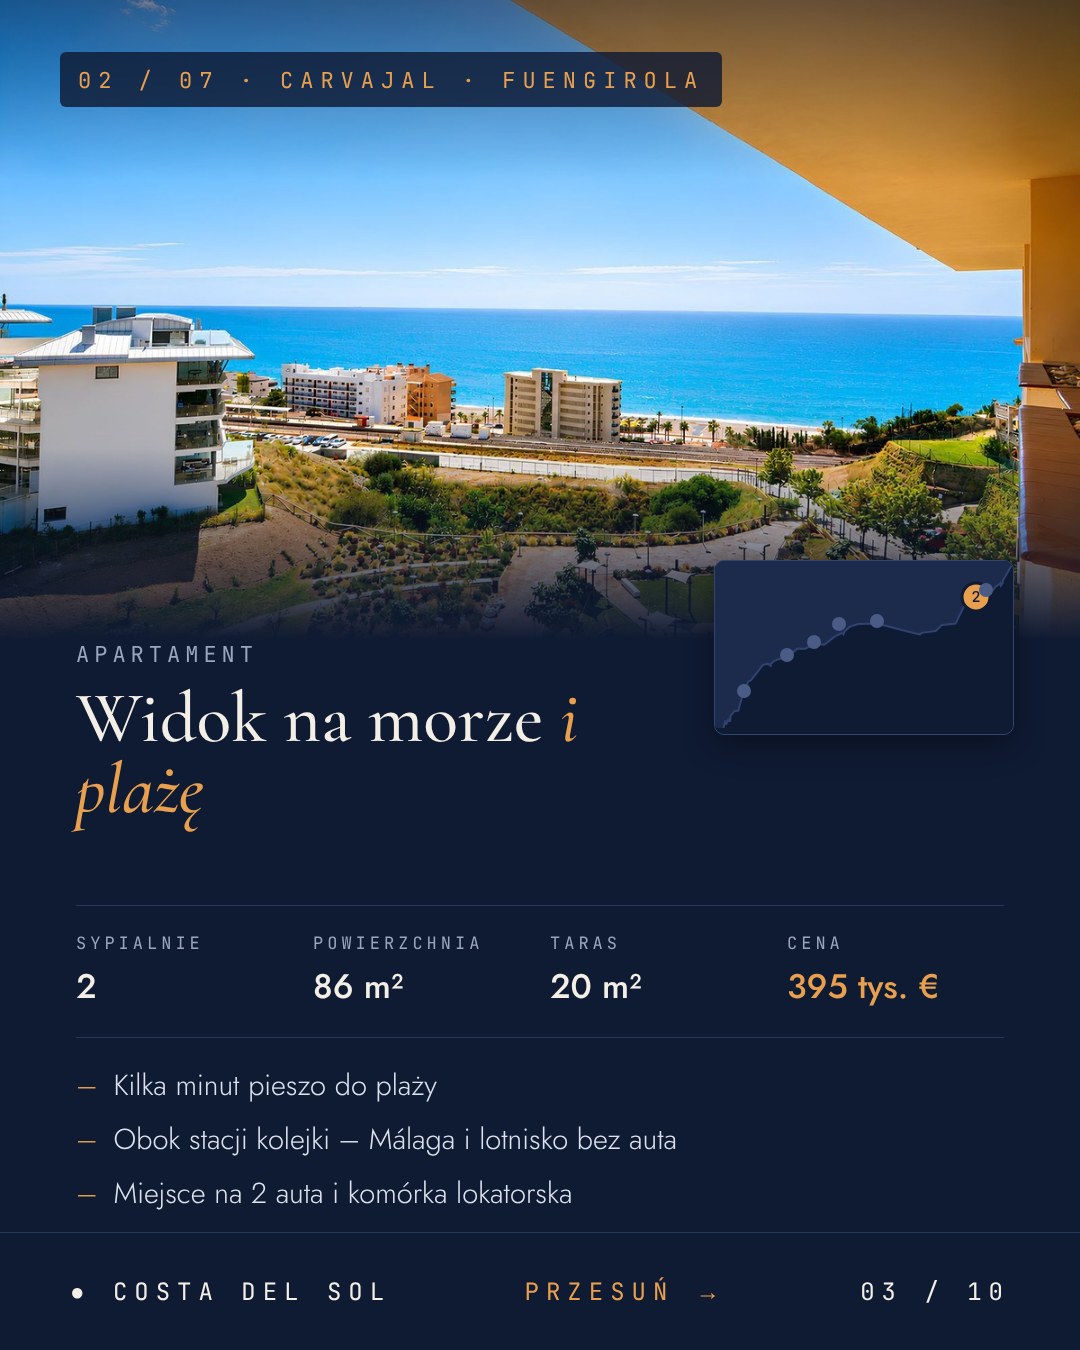 02 / 07 · CARVAJAL · FUENGIROLA
2
APARTAMENT
Widok na morze i
plażę
SYPIALNIE POWIERZCHNIA TARAS CENA
2 86 m² 20 m² 395 tys. €
— Kilka minut pieszo do plaży
— Obok stacji kolejki – Málaga i lotnisko bez auta
— Miejsce na 2 auta i komórka lokatorska
• COSTA DEL SOL PRZESUŃ → 03 / 10